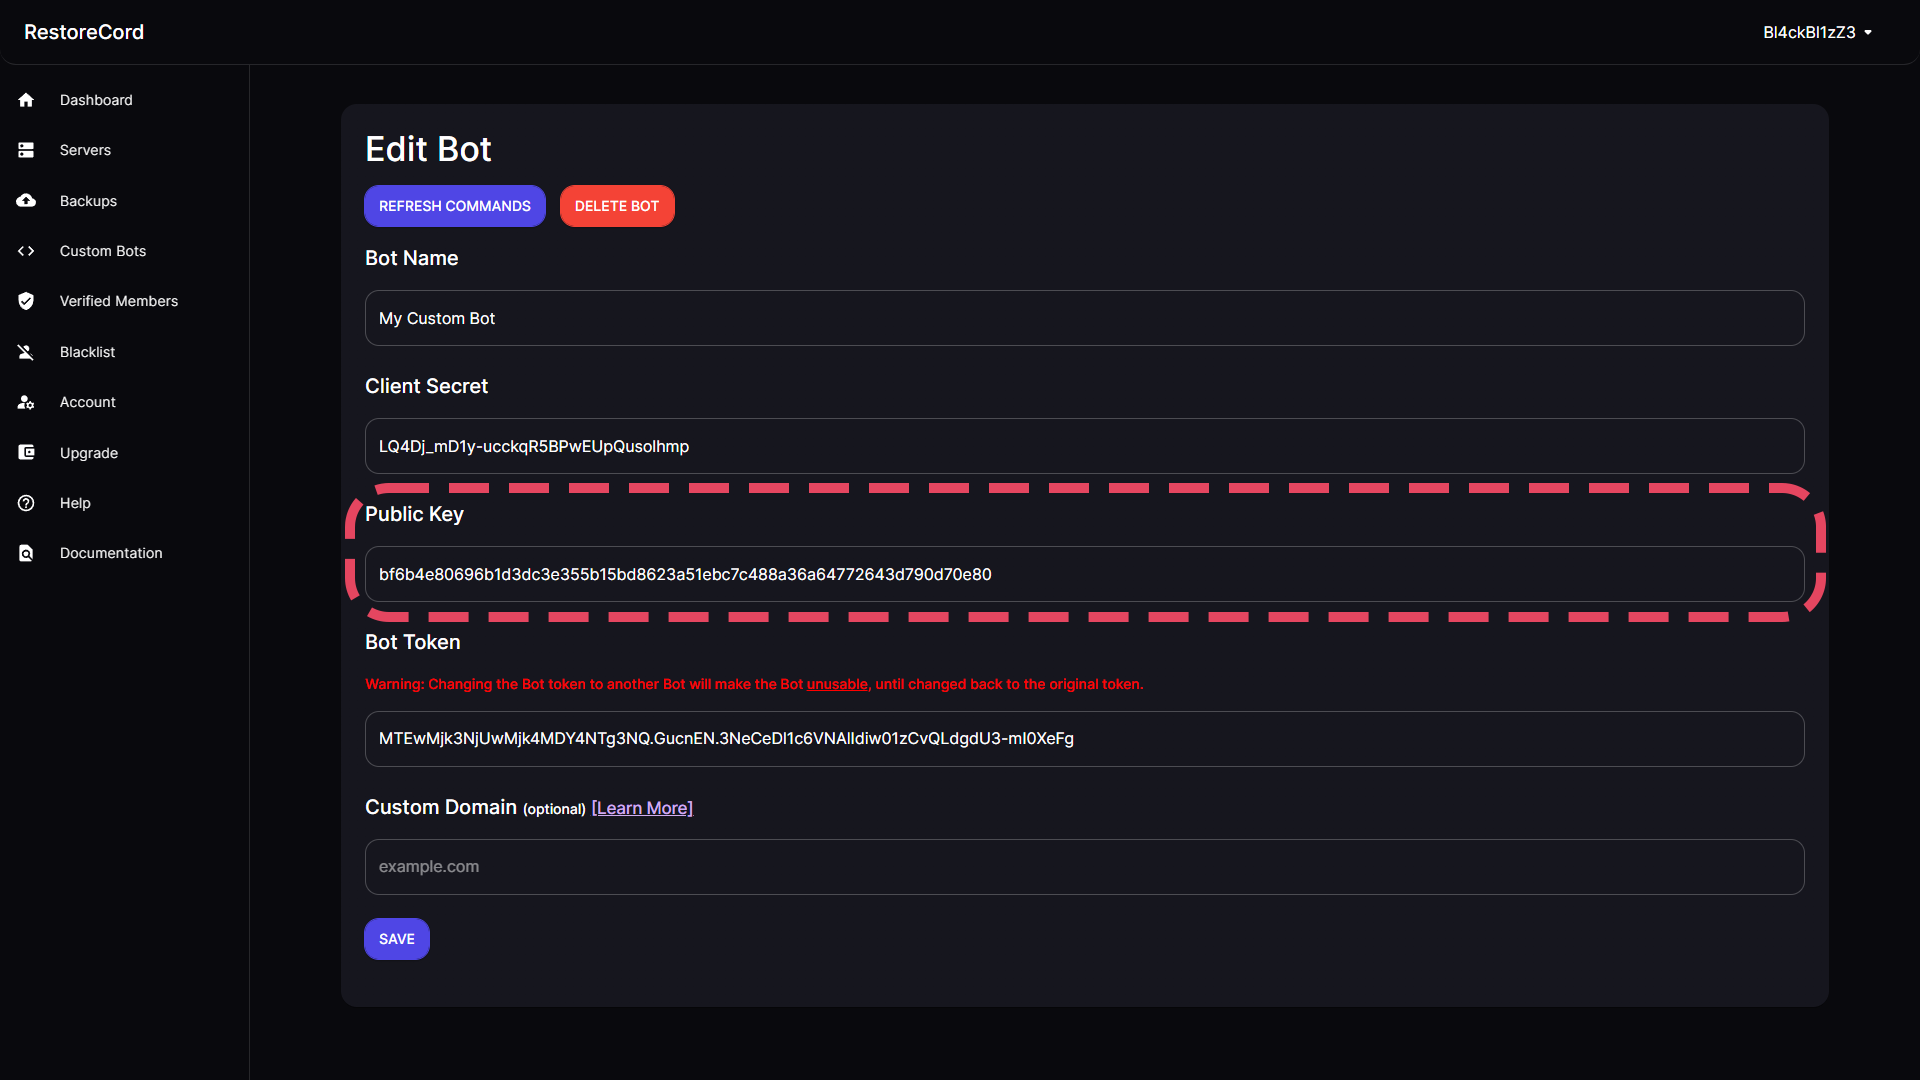 RestoreCord
Bl4ckBl1zZ3
Dashboard
Servers
Backups
Custom Bots
Verified Members
Blacklist
Account
Upgrade
Help
Documentation
Edit Bot
REFRESH COMMANDS DELETE BOT
Bot Name
My Custom Bot
Client Secret
LQ4Dj_mD1y-ucckqR5BPwEUpQusolhmp
Public Key
bf6b4e80696b1d3dc3e355b15bd8623a51ebc7c488a36a64772643d790d70e80
Bot Token
Warning: Changing the Bot token to another Bot will make the Bot unusable, until changed back to the original token.
MTEwMjk3NjUwMjk4MDY4NTg3NQ.GucnEN.3NeCeDl1c6VNAlIdiw01zCvQLdgdU3-mI0XeFg
Custom Domain (optional) [Learn More]
example.com
SAVE